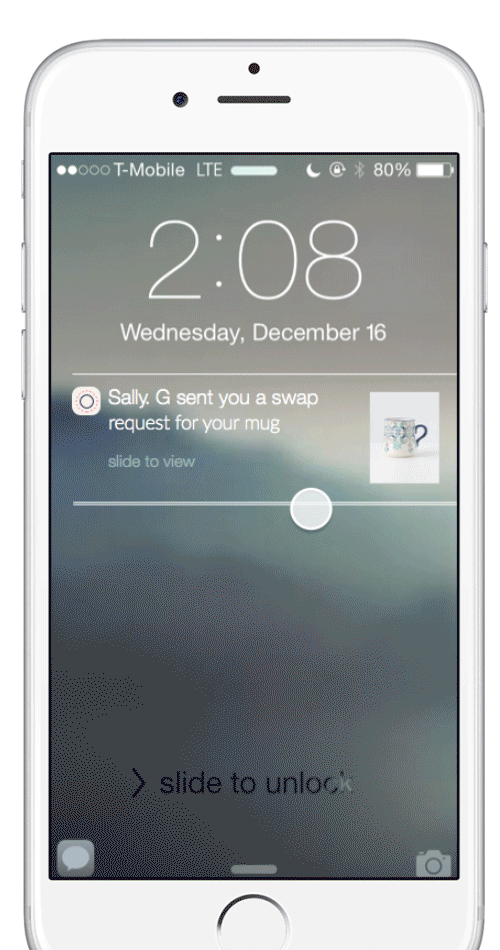 T-Mobile LTE 80%
2:08
Wednesday, December 16
Sally. G sent you a swap
request for your mug
slide to view
> slide to unlock